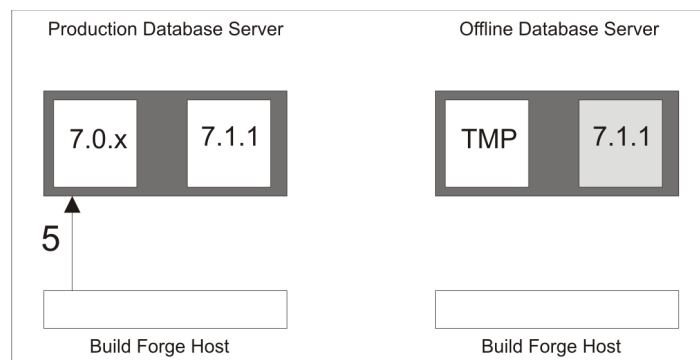 Production Database Server
Offline Database Server
7.0.x
7.1.1
TMP
7.1.1
5
Build Forge Host
Build Forge Host